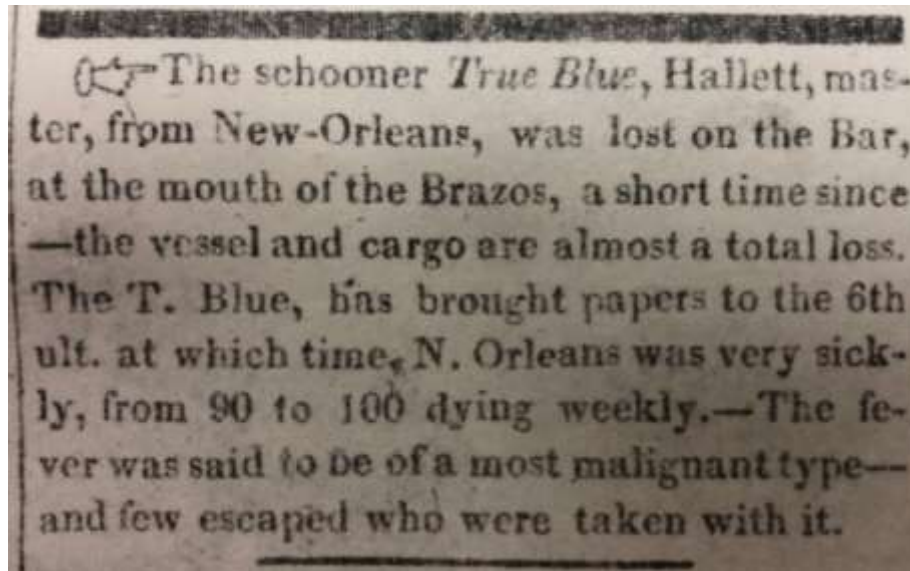 ☞The schooner True Blue, Hallett, mas-
ter, from New-Orleans, was lost on the Bar,
at the mouth of the Brazos, a short time since
—the vessel and cargo are almost a total loss.
The T. Blue, has brought papers to the 6th
ult. at which time, N. Orleans was very sick-
ly, from 90 to 100 dying weekly.—The fe-
ver was said to be of a most malignant type—
and few escaped who were taken with it.